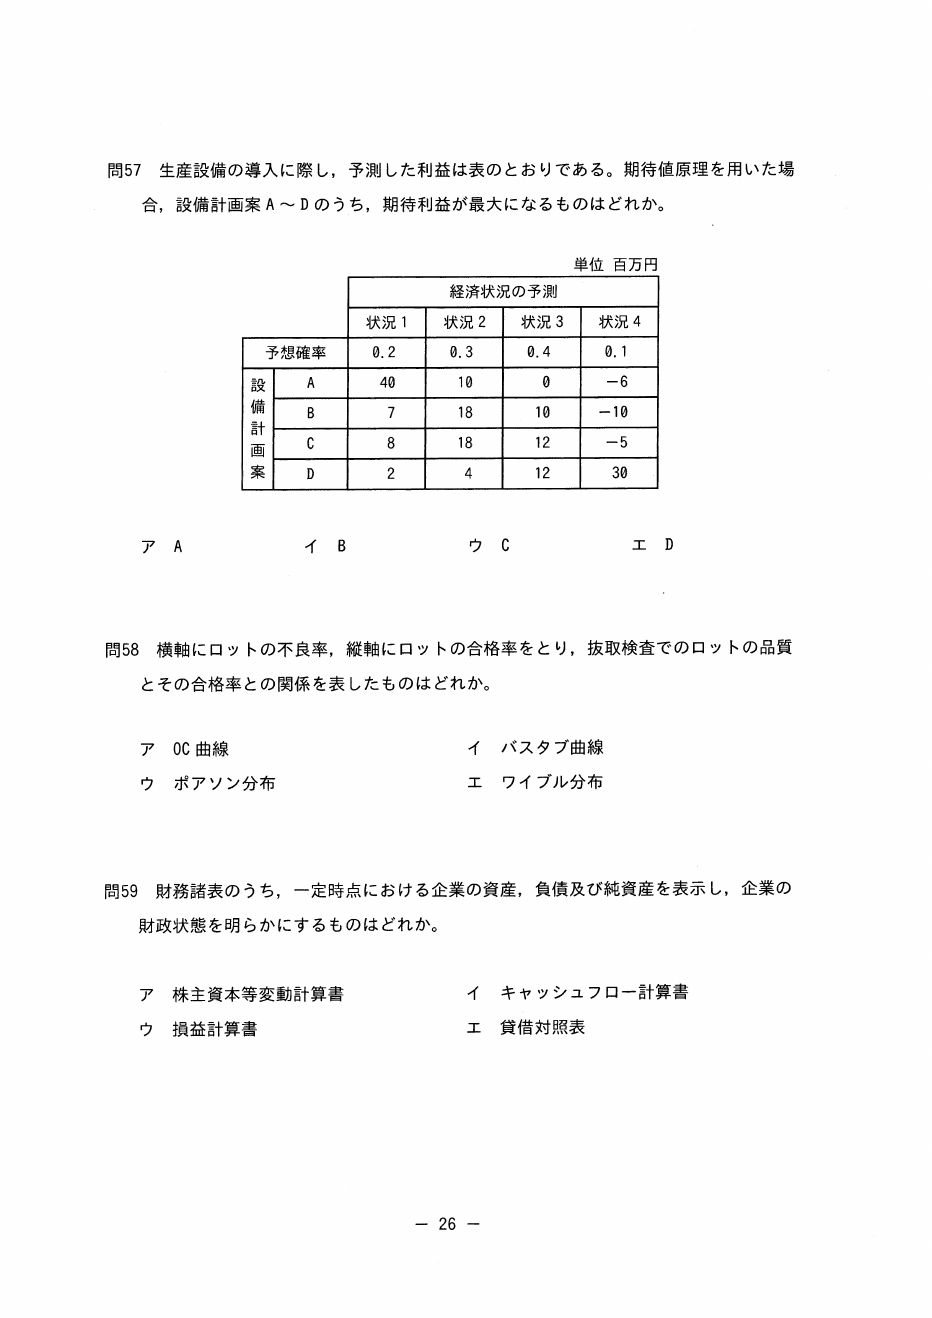 問57 生産設備の導入に際し，予測した利益は表のとおりである。期待値原理を用いた場
合，設備計画案A～Dのうち，期待利益が最大になるものはどれか。
単位 百万円
経済状況の予測
状況1 状況2 状況3 状況4
予想確率 0.2 0.3 0.4 0.1
設備計画案
A 40 10 0 －6
B 7 18 10 －10
C 8 18 12 －5
D 2 4 12 30
ア A イ B ウ C エ D
問58 横軸にロットの不良率，縦軸にロットの合格率をとり，抜取検査でのロットの品質
とその合格率との関係を表したものはどれか。
ア OC曲線 イ バスタブ曲線
ウ ポアソン分布 エ ワイブル分布
問59 財務諸表のうち，一定時点における企業の資産，負債及び純資産を表示し，企業の
財政状態を明らかにするものはどれか。
ア 株主資本等変動計算書 イ キャッシュフロー計算書
ウ 損益計算書 エ 貸借対照表
－ 26 －